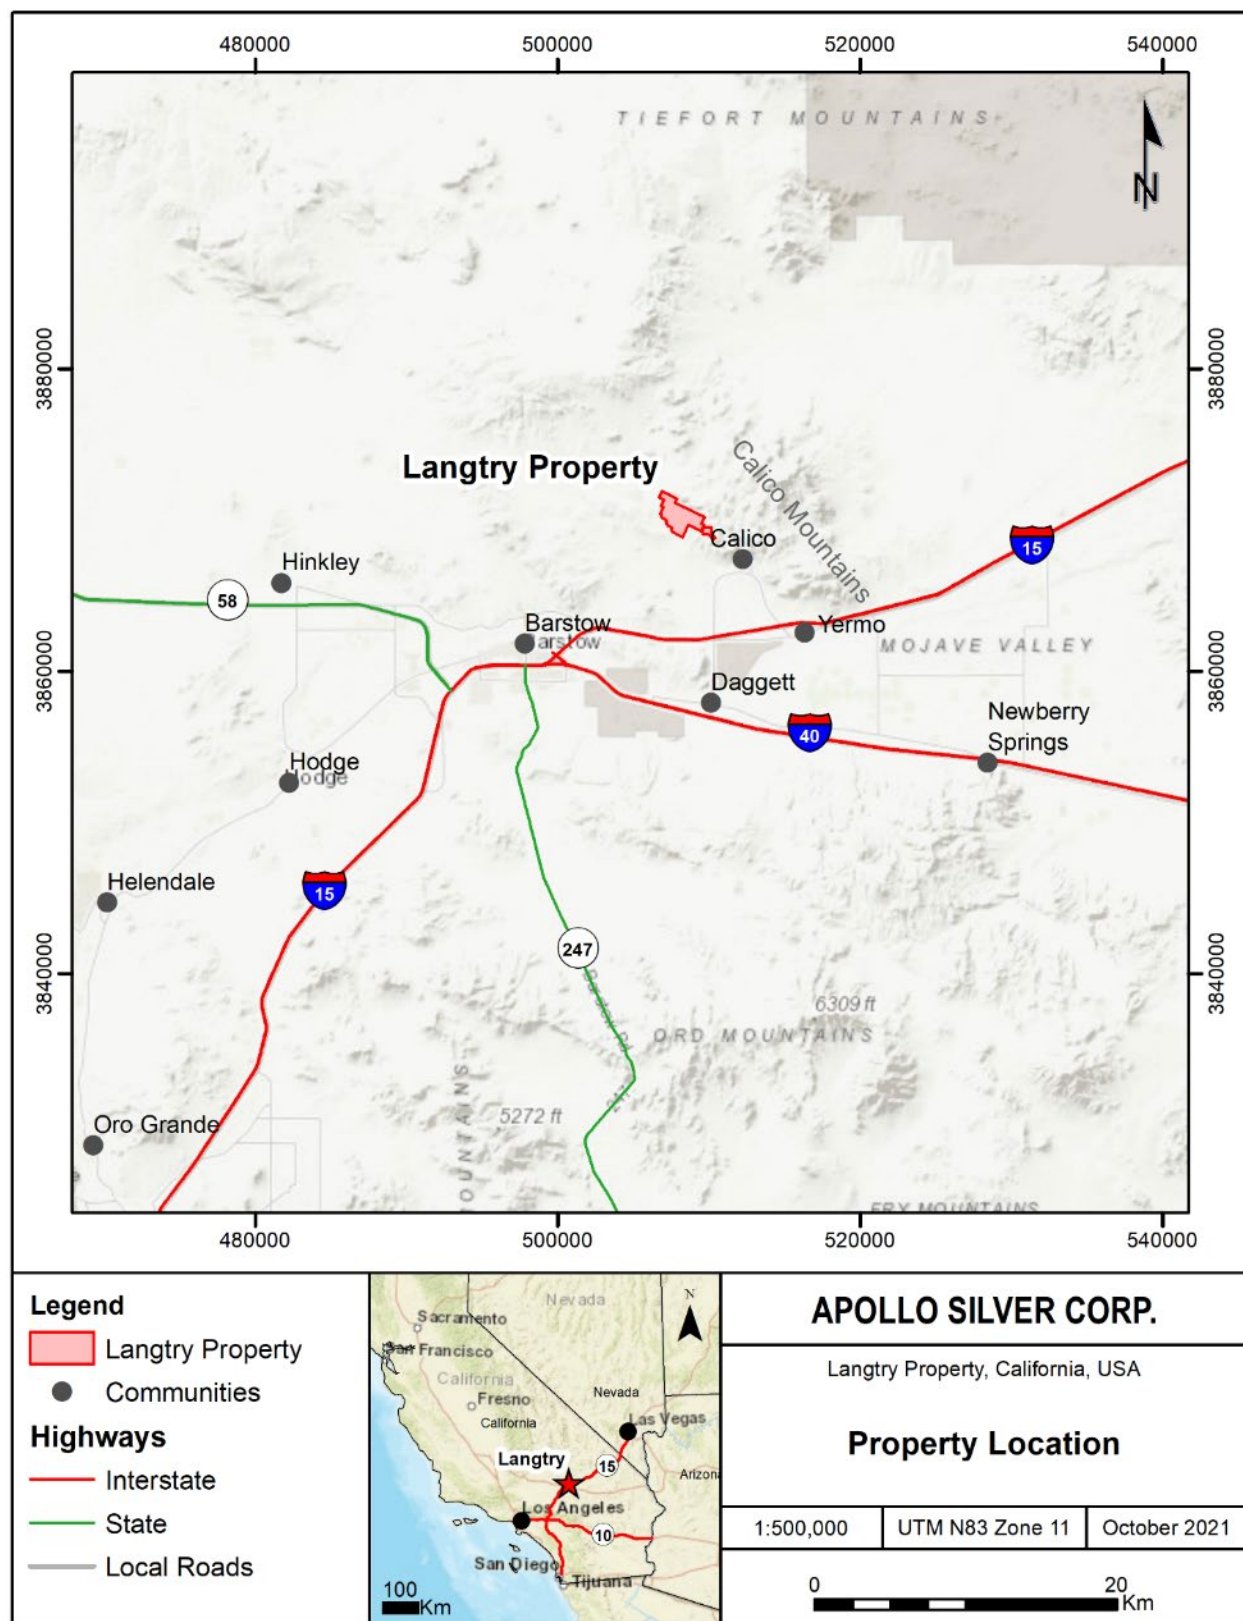 480000 500000 520000 540000
TIEFORT MOUNTAINS
N
3880000 3880000
Langtry Property
Calico Mountains
Calico
15
Hinkley
58
Barstow
Barstow
Yermo
MOJAVE VALLEY
3860000 3860000
Daggett
40
Newberry
Springs
Hodge
Hodge
Helendale
15
247
3840000 3840000
6309 ft
ORD MOUNTAINS
5272 ft
OUNTAINS
Oro Grande
FRY MOUNTAINS
480000 500000 520000 540000
Legend
Langtry Property
Communities
Highways
Interstate
State
Local Roads
N
Nevada
Sacramento
San Francisco
California
Nevada
Fresno
California
Las Vegas
Langtry
15
Arizona
Los Angeles
10
San Diego
Tijuana
100
Km
APOLLO SILVER CORP.
Langtry Property, California, USA
Property Location
1:500,000 UTM N83 Zone 11 October 2021
0 20
Km